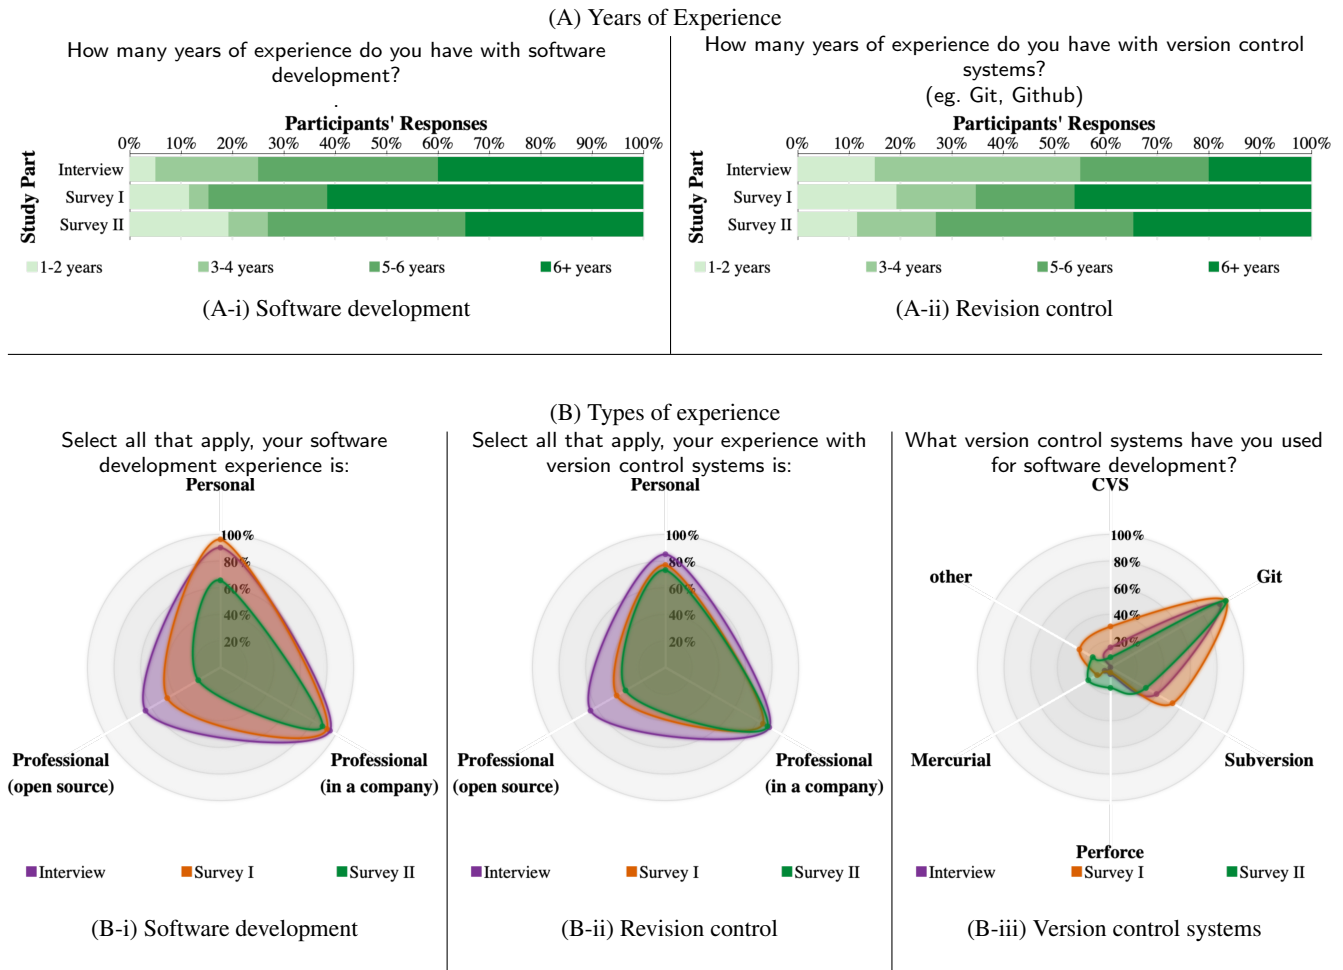 (A) Years of Experience
How many years of experience do you have with software
development?
.
Participants' Responses
0% 10% 20% 30% 40% 50% 60% 70% 80% 90% 100%
Study Part
Interview
Survey I
Survey II
1-2 years 3-4 years 5-6 years 6+ years
(A-i) Software development
How many years of experience do you have with version control
systems?
(eg. Git, Github)
Participants' Responses
0% 10% 20% 30% 40% 50% 60% 70% 80% 90% 100%
Study Part
Interview
Survey I
Survey II
1-2 years 3-4 years 5-6 years 6+ years
(A-ii) Revision control
(B) Types of experience
Select all that apply, your software
development experience is:
Personal
100%
80%
60%
40%
20%
Professional
(open source)
Professional
(in a company)
Interview Survey I Survey II
(B-i) Software development
Select all that apply, your experience with
version control systems is:
Personal
100%
80%
60%
40%
20%
Professional
(open source)
Professional
(in a company)
Interview Survey I Survey II
(B-ii) Revision control
What version control systems have you used
for software development?
CVS
100%
80%
60%
40%
20%
other
Git
Mercurial
Subversion
Perforce
Interview Survey I Survey II
(B-iii) Version control systems